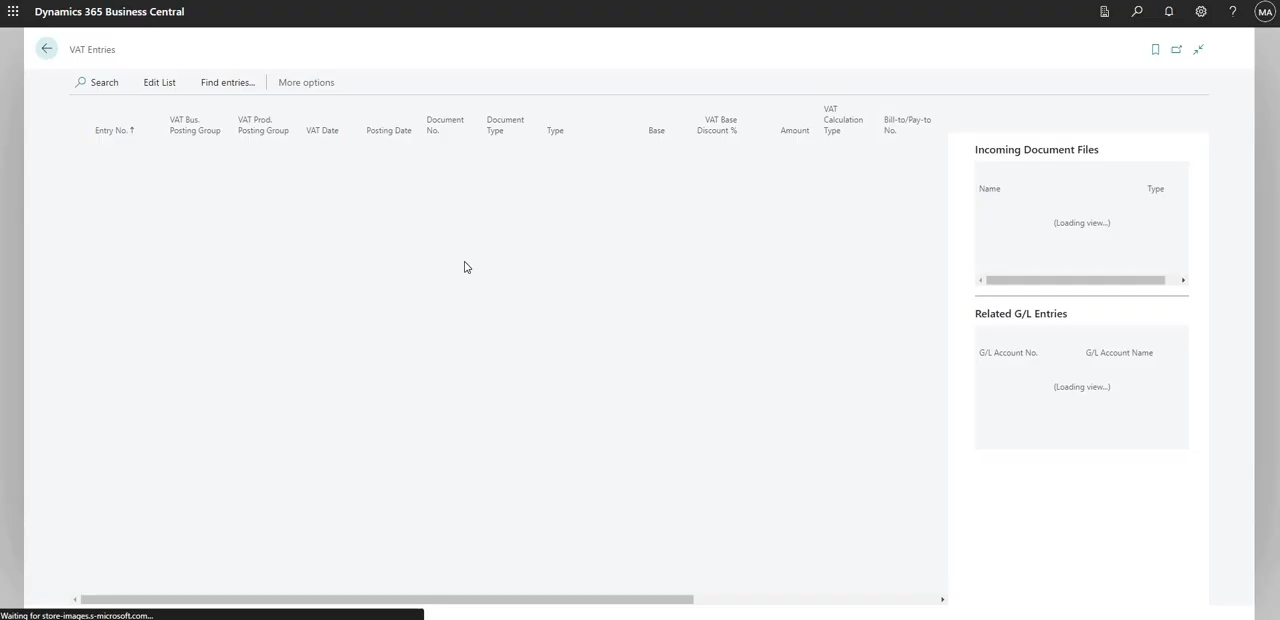 Dynamics 365 Business Central
?
MA
VAT Entries
Search
Edit List
Find entries...
More options
Entry No. ↑
VAT Bus.
Posting Group
VAT Prod.
Posting Group
VAT Date
Posting Date
Document
No.
Document
Type
Type
Base
VAT Base
Discount %
Amount
VAT
Calculation
Type
Bill-to/Pay-to
No.
Incoming Document Files
Name
Type
(Loading view...)
Related G/L Entries
G/L Account No.
G/L Account Name
(Loading view...)
Waiting for store-images.s-microsoft.com...